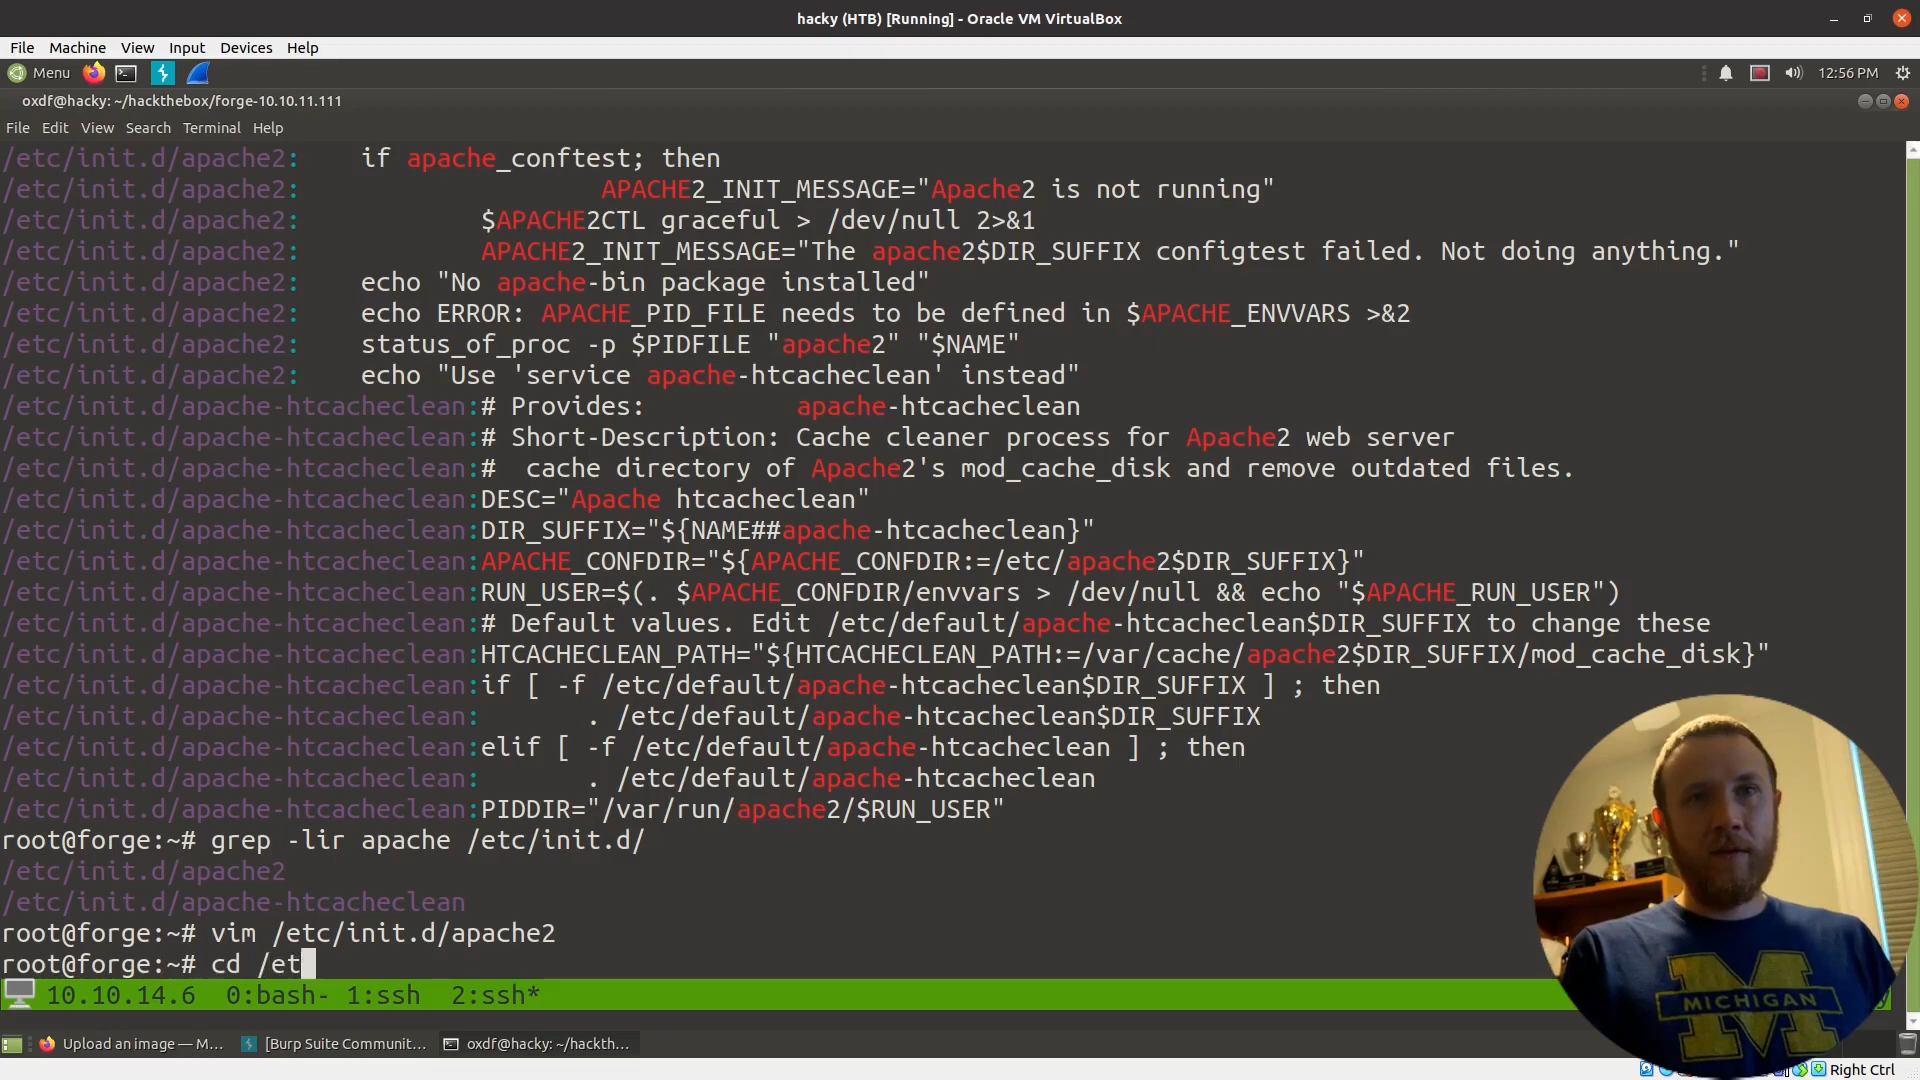 hacky (HTB) [Running] - Oracle VM VirtualBox
File Machine View Input Devices Help
Menu 12:56 PM
oxdf@hacky: ~/hackthebox/forge-10.10.11.111
File Edit View Search Terminal Help
/etc/init.d/apache2:    if apache_conftest; then
/etc/init.d/apache2:                    APACHE2_INIT_MESSAGE="Apache2 is not running"
/etc/init.d/apache2:            $APACHE2CTL graceful > /dev/null 2>&1
/etc/init.d/apache2:            APACHE2_INIT_MESSAGE="The apache2$DIR_SUFFIX configtest failed. Not doing anything."
/etc/init.d/apache2:    echo "No apache-bin package installed"
/etc/init.d/apache2:    echo ERROR: APACHE_PID_FILE needs to be defined in $APACHE_ENVVARS >&2
/etc/init.d/apache2:    status_of_proc -p $PIDFILE "apache2" "$NAME"
/etc/init.d/apache2:    echo "Use 'service apache-htcacheclean' instead"
/etc/init.d/apache-htcacheclean:# Provides:          apache-htcacheclean
/etc/init.d/apache-htcacheclean:# Short-Description: Cache cleaner process for Apache2 web server
/etc/init.d/apache-htcacheclean:#  cache directory of Apache2's mod_cache_disk and remove outdated files.
/etc/init.d/apache-htcacheclean:DESC="Apache htcacheclean"
/etc/init.d/apache-htcacheclean:DIR_SUFFIX="${NAME##apache-htcacheclean}"
/etc/init.d/apache-htcacheclean:APACHE_CONFDIR="${APACHE_CONFDIR:=/etc/apache2$DIR_SUFFIX}"
/etc/init.d/apache-htcacheclean:RUN_USER=$(. $APACHE_CONFDIR/envvars > /dev/null && echo "$APACHE_RUN_USER")
/etc/init.d/apache-htcacheclean:# Default values. Edit /etc/default/apache-htcacheclean$DIR_SUFFIX to change these
/etc/init.d/apache-htcacheclean:HTCACHECLEAN_PATH="${HTCACHECLEAN_PATH:=/var/cache/apache2$DIR_SUFFIX/mod_cache_disk}"
/etc/init.d/apache-htcacheclean:if [ -f /etc/default/apache-htcacheclean$DIR_SUFFIX ] ; then
/etc/init.d/apache-htcacheclean:       . /etc/default/apache-htcacheclean$DIR_SUFFIX
/etc/init.d/apache-htcacheclean:elif [ -f /etc/default/apache-htcacheclean ] ; then
/etc/init.d/apache-htcacheclean:       . /etc/default/apache-htcacheclean
/etc/init.d/apache-htcacheclean:PIDDIR="/var/run/apache2/$RUN_USER"
root@forge:~# grep -lir apache /etc/init.d/
/etc/init.d/apache2
/etc/init.d/apache-htcacheclean
root@forge:~# vim /etc/init.d/apache2
root@forge:~# cd /et
10.10.14.6  0:bash- 1:ssh  2:ssh*
MICHIGAN
Upload an image — M... [Burp Suite Communit... oxdf@hacky: ~/hackth...
Right Ctrl